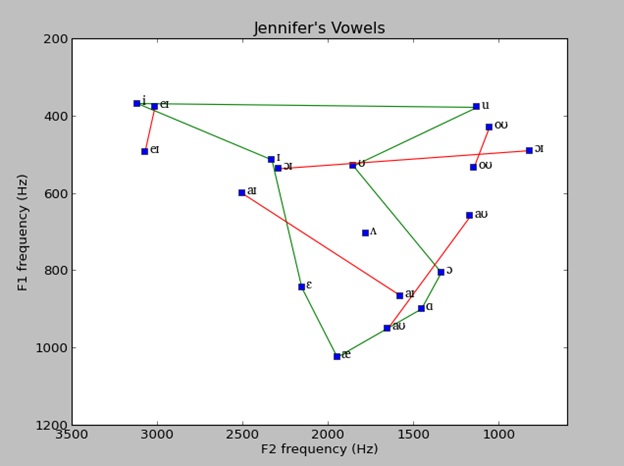 Jennifer's Vowels
200
i
eɪ
u
400
oʊ
eɪ
ɪ
ɔɪ
ʊ
oʊ
ɔɪ
600
aɪ
aʊ
ʌ
800
ɔ
ɛ
aɪ
ɑ
aʊ
1000
æ
1200
3500
3000
2500
2000
1500
1000
F1 frequency (Hz)
F2 frequency (Hz)